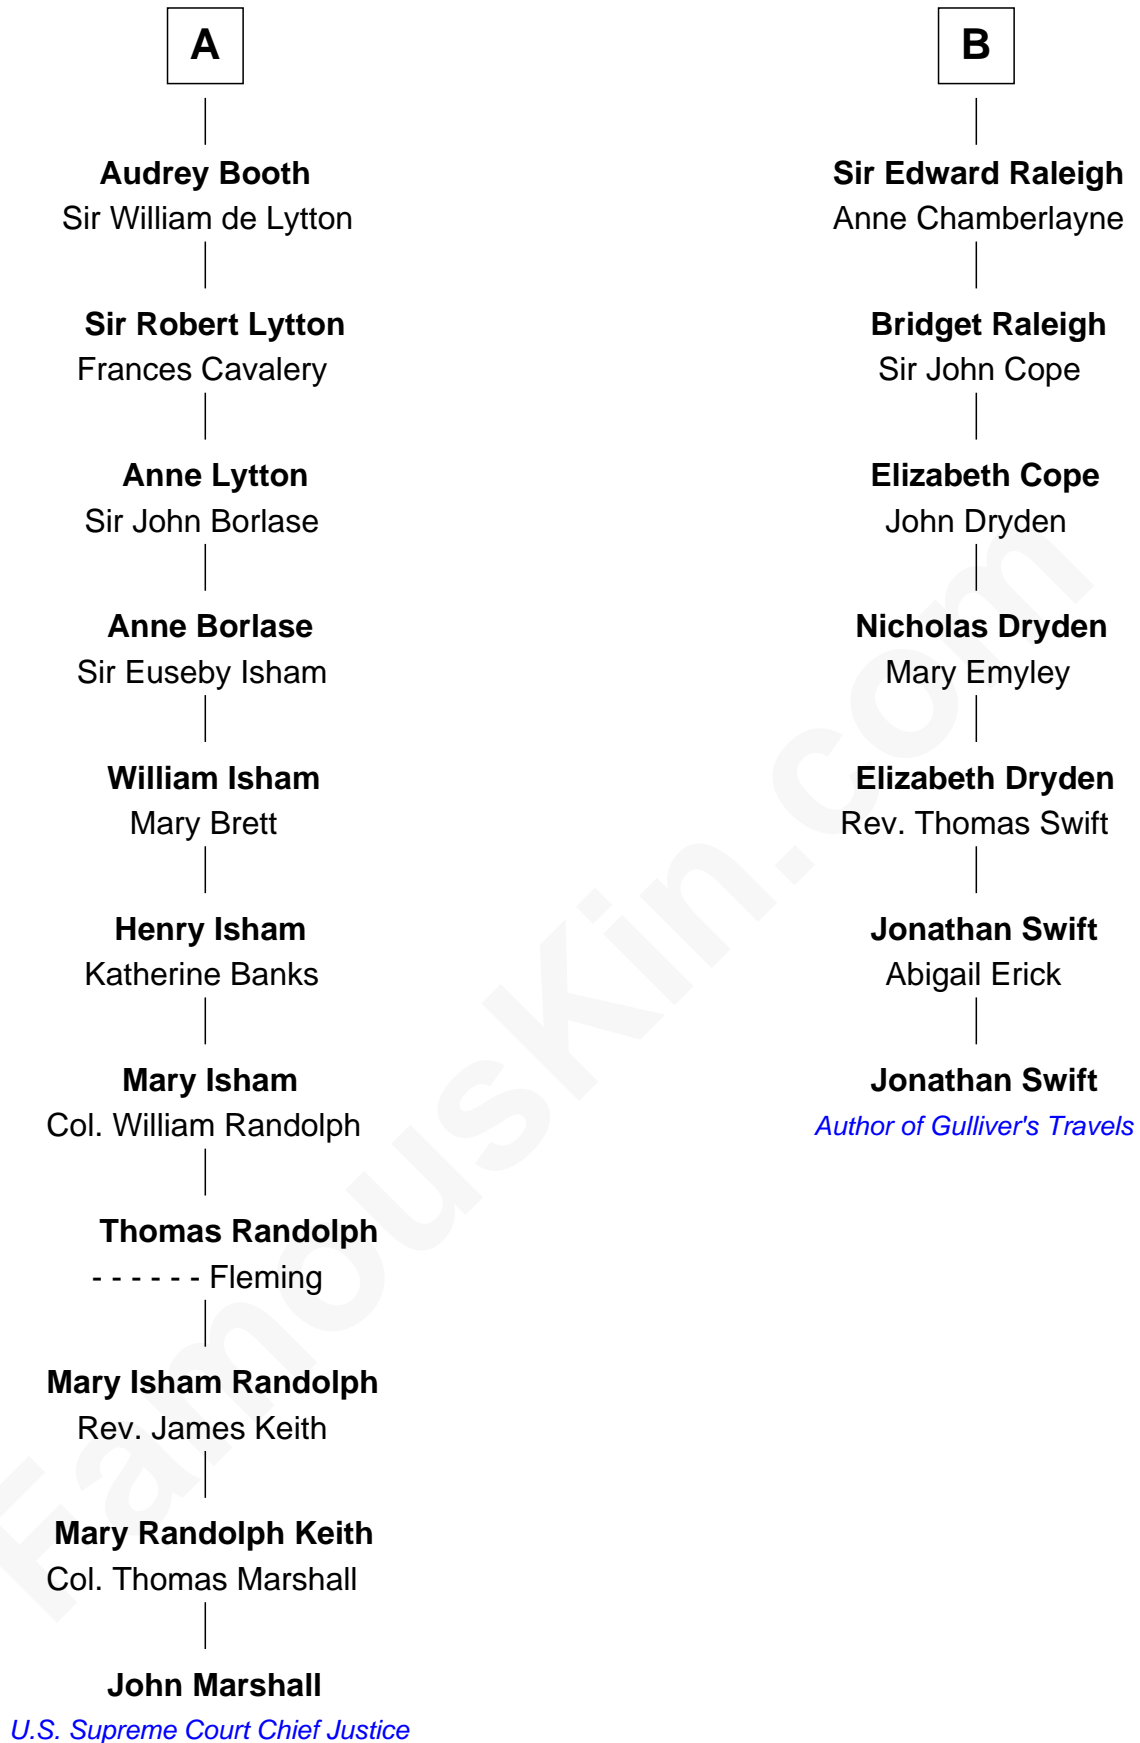 A
Audrey Booth
Sir William de Lytton
Sir Robert Lytton
Frances Cavalery
Anne Lytton
Sir John Borlase
Anne Borlase
Sir Euseby Isham
William Isham
Mary Brett
Henry Isham
Katherine Banks
Mary Isham
Col. William Randolph
Thomas Randolph
- - - - - - Fleming
Mary Isham Randolph
Rev. James Keith
Mary Randolph Keith
Col. Thomas Marshall
John Marshall
U.S. Supreme Court Chief Justice
B
Sir Edward Raleigh
Anne Chamberlayne
Bridget Raleigh
Sir John Cope
Elizabeth Cope
John Dryden
Nicholas Dryden
Mary Emyley
Elizabeth Dryden
Rev. Thomas Swift
Jonathan Swift
Abigail Erick
Jonathan Swift
Author of Gulliver's Travels
FamousKin.com